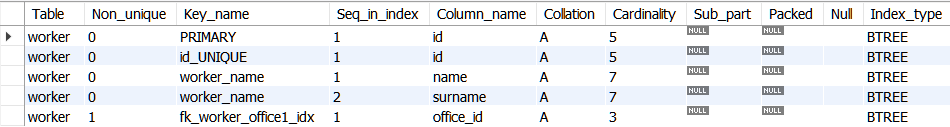 Table Non_unique Key_name Seq_in_index Column_name Collation Cardinality Sub_part Packed Null Index_type
worker 0 PRIMARY 1 id A 5 NULL NULL BTREE
worker 0 id_UNIQUE 1 id A 5 NULL NULL BTREE
worker 0 worker_name 1 name A 7 NULL NULL BTREE
worker 0 worker_name 2 surname A 7 NULL NULL BTREE
worker 1 fk_worker_office1_idx 1 office_id A 3 NULL NULL BTREE